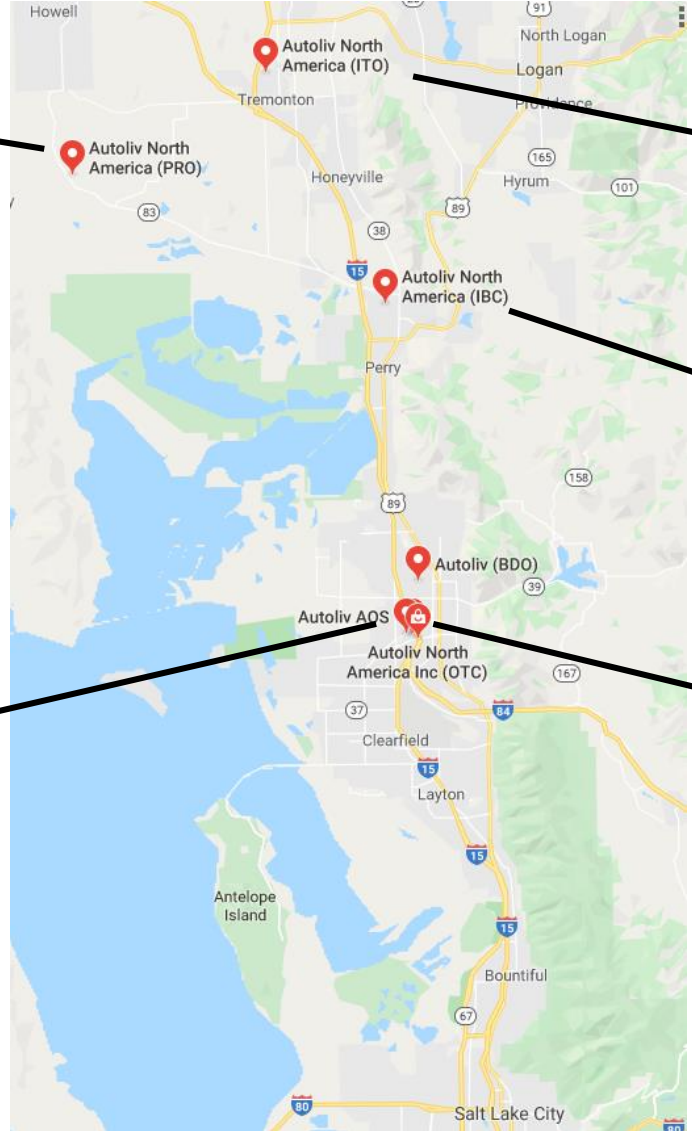 Howell
91
North Logan
Autoliv North
America (ITO)
Logan
Tremonton
Providence
Autoliv North
America (PRO)
165
Honeyville
Hyrum
101
89
83
38
15
Autoliv North
America (IBC)
Perry
158
89
Autoliv (BDO)
39
Autoliv AOS
Autoliv North
America Inc (OTC)
167
37
84
Clearfield
15
Layton
15
Antelope
Island
15
Bountiful
67
80
Salt Lake City
80